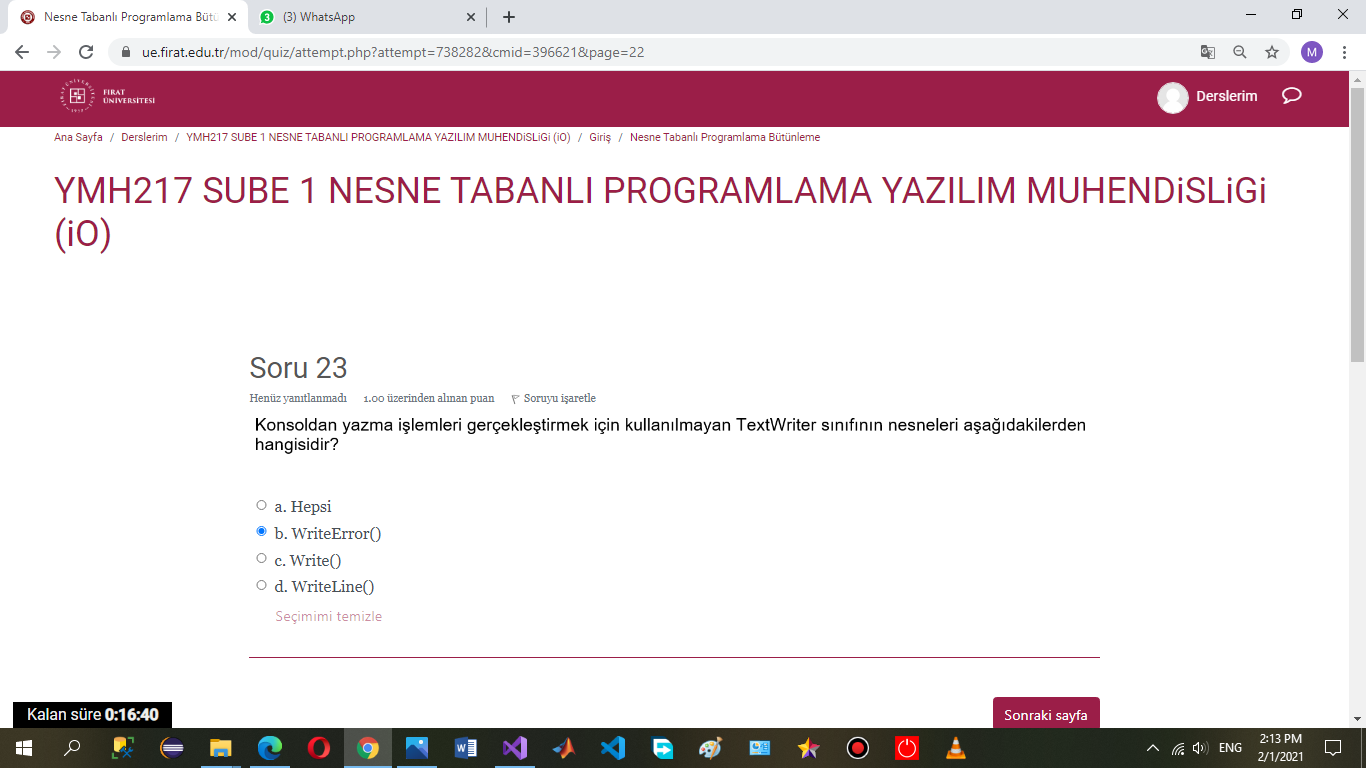 Nesne Tabanlı Programlama Bütü
(3) WhatsApp
ue.firat.edu.tr/mod/quiz/attempt.php?attempt=738282&cmid=396621&page=22
M
FIRAT
ÜNİVERSİTESİ
Derslerim
Ana Sayfa / Derslerim / YMH217 SUBE 1 NESNE TABANLI PROGRAMLAMA YAZILIM MUHENDiSLiGi (iO) / Giriş / Nesne Tabanlı Programlama Bütünleme
YMH217 SUBE 1 NESNE TABANLI PROGRAMLAMA YAZILIM MUHENDiSLiGi
(iO)
Soru 23
Henüz yanıtlanmadı 1.00 üzerinden alınan puan Soruyu işaretle
Konsoldan yazma işlemleri gerçekleştirmek için kullanılmayan TextWriter sınıfının nesneleri aşağıdakilerden
hangisidir?
a. Hepsi
b. WriteError()
c. Write()
d. WriteLine()
Seçimimi temizle
Kalan süre 0:16:40
Sonraki sayfa
ENG
2:13 PM
2/1/2021